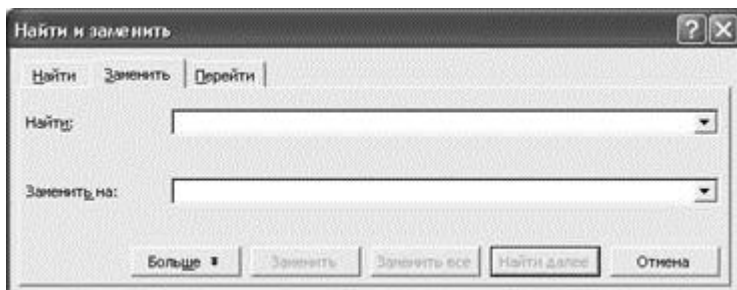 Найти и заменить
Найти Заменить Перейти
Найти:
Заменить на:
Больше Заменить Заменить все Найти далее Отмена